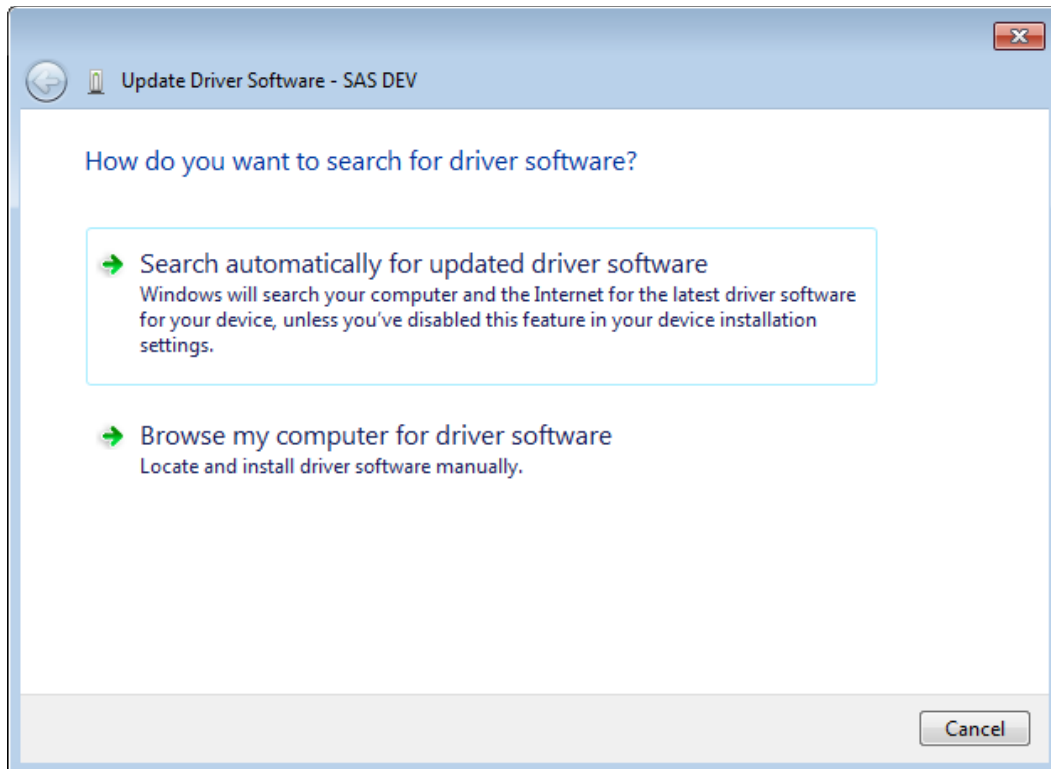 Update Driver Software - SAS DEV
How do you want to search for driver software?
Search automatically for updated driver software
Windows will search your computer and the Internet for the latest driver software
for your device, unless you've disabled this feature in your device installation
settings.
Browse my computer for driver software
Locate and install driver software manually.
Cancel